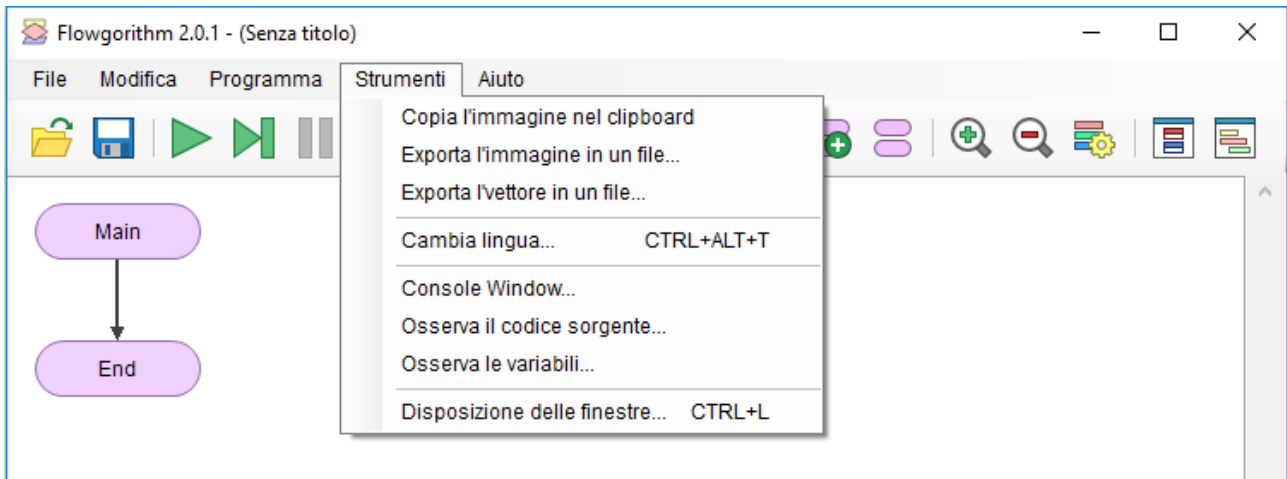 Flowgorithm 2.0.1 - (Senza titolo)
File Modifica Programma Strumenti Aiuto
Copia l'immagine nel clipboard
Exporta l'immagine in un file...
Exporta l'vettore in un file...
Cambia lingua... CTRL+ALT+T
Console Window...
Osserva il codice sorgente...
Osserva le variabili...
Disposizione delle finestre... CTRL+L
Main
End